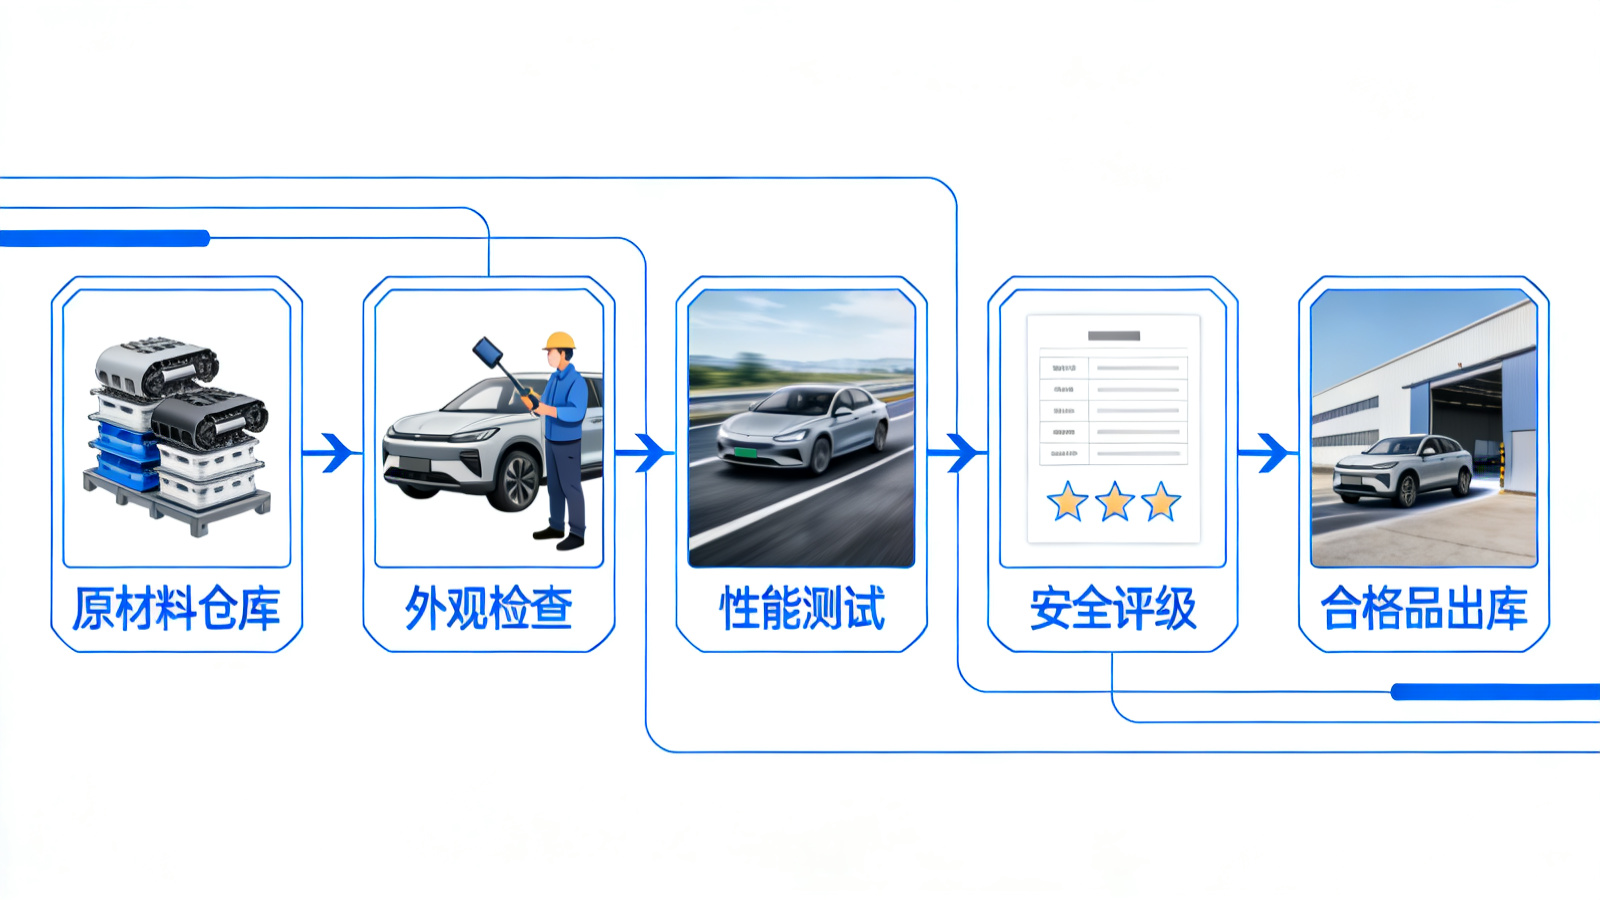 原材料仓库
外观检查
性能测试
安全评级
合格品出库